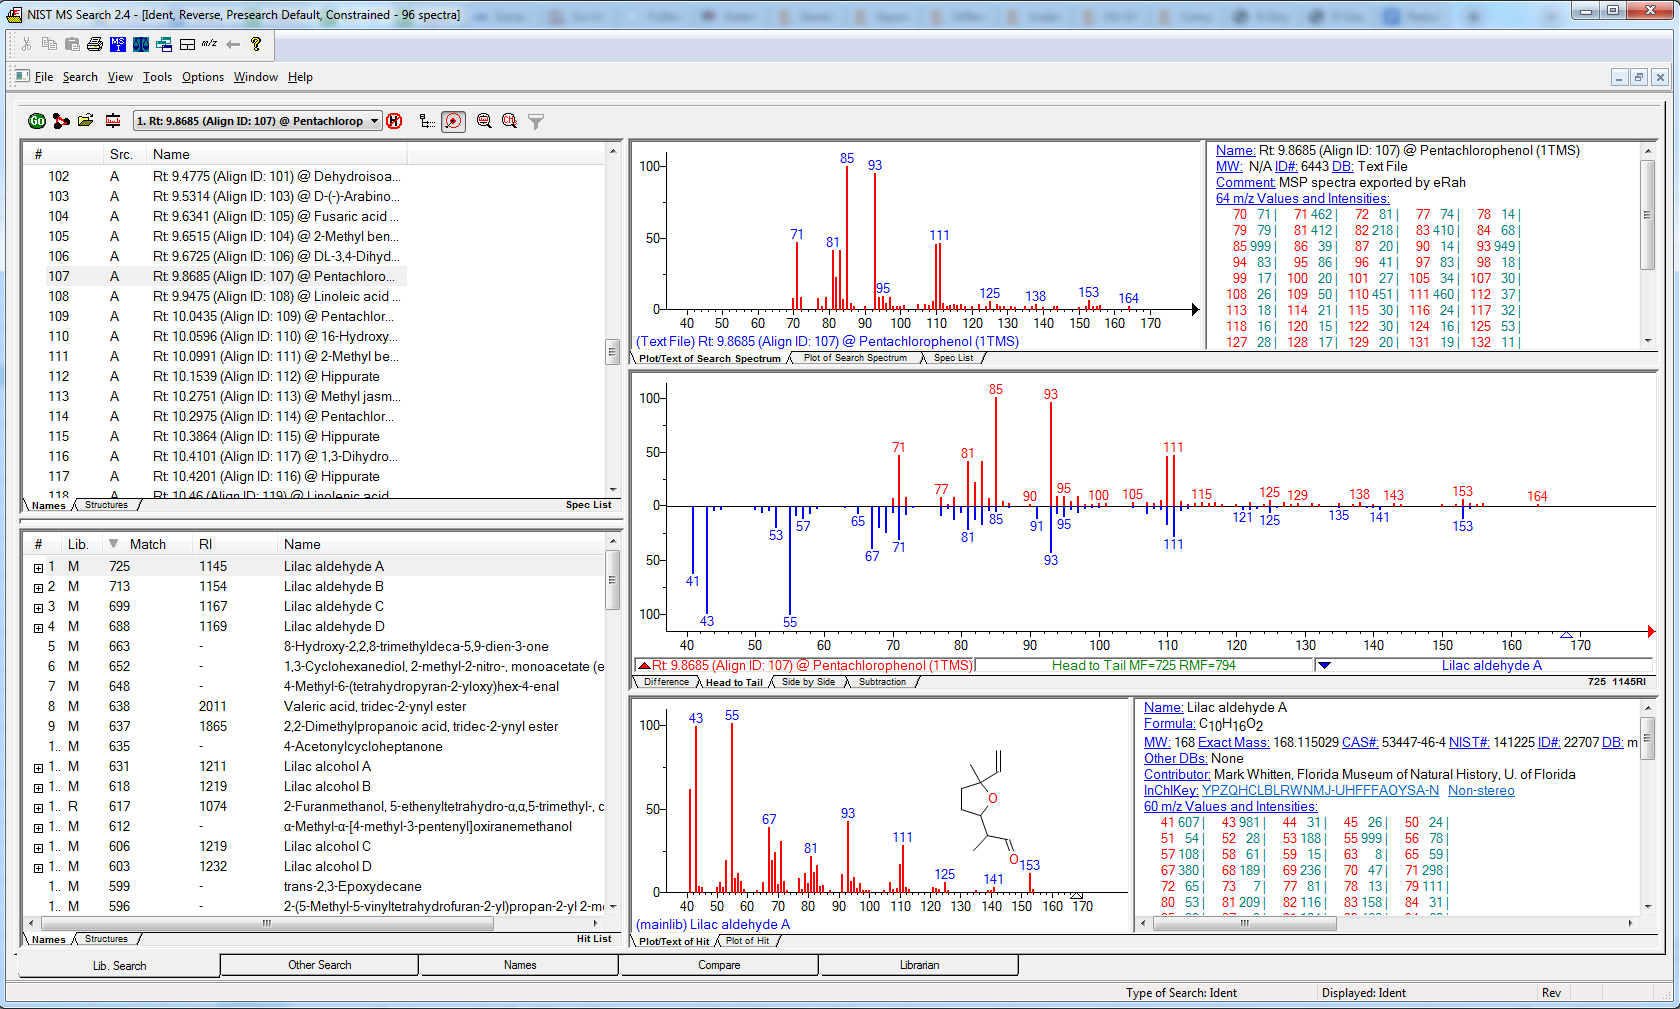 NIST MS Search 2.4 - [Ident, Reverse, Presearch Default, Constrained - 96 spectra]
File Search View Tools Options Window Help
1. Rt: 9.8685 (Align ID: 107) @ Pentachlorop
# Src. Name
102 A Rt: 9.4775 (Align ID: 101) @ Dehydroisoa...
103 A Rt: 9.5314 (Align ID: 103) @ D-(-)-Arabino...
104 A Rt: 9.6341 (Align ID: 105) @ Fusaric acid ...
105 A Rt: 9.6515 (Align ID: 104) @ 2-Methyl ben...
106 A Rt: 9.6725 (Align ID: 106) @ DL-3,4-Dihyd...
107 A Rt: 9.8685 (Align ID: 107) @ Pentachloro...
108 A Rt: 9.9475 (Align ID: 108) @ Linoleic acid ...
109 A Rt: 10.0435 (Align ID: 109) @ Pentachlor...
110 A Rt: 10.0596 (Align ID: 110) @ 16-Hydroxy...
111 A Rt: 10.0991 (Align ID: 111) @ 2-Methyl be...
112 A Rt: 10.1539 (Align ID: 112) @ Hippurate
113 A Rt: 10.2751 (Align ID: 113) @ Methyl jasm...
114 A Rt: 10.2975 (Align ID: 114) @ Pentachlor...
115 A Rt: 10.3864 (Align ID: 115) @ Hippurate
116 A Rt: 10.4101 (Align ID: 117) @ 1,3-Dihydro...
117 A Rt: 10.4201 (Align ID: 116) @ Hippurate
118 A Rt: 10.46 (Align ID: 119) @ Linolenic acid
Names Structures Spec List
# Lib. Match RI Name
1 M 725 1145 Lilac aldehyde A
2 M 713 1154 Lilac aldehyde B
3 M 699 1167 Lilac aldehyde C
4 M 688 1169 Lilac aldehyde D
5 M 663 - 8-Hydroxy-2,2,8-trimethyldeca-5,9-dien-3-one
6 M 652 - 1,3-Cyclohexanediol, 2-methyl-2-nitro-, monoacetate (e
7 M 648 - 4-Methyl-6-(tetrahydropyran-2-yloxy)hex-4-enal
8 M 638 2011 Valeric acid, tridec-2-ynyl ester
9 M 637 1865 2,2-Dimethylpropanoic acid, tridec-2-ynyl ester
1.. M 635 - 4-Acetonylcycloheptanone
1.. M 631 1211 Lilac alcohol A
1.. M 618 1219 Lilac alcohol B
1.. R 617 1074 2-Furanmethanol, 5-ethenyltetrahydro-α,α,5-trimethyl-, c
1.. M 612 - α-Methyl-α-[4-methyl-3-pentenyl]oxiranemethanol
1.. M 606 1219 Lilac alcohol C
1.. M 603 1232 Lilac alcohol D
1.. M 599 - trans-2,3-Epoxydecane
1.. M 596 - 2-(5-Methyl-5-vinyltetrahydrofuran-2-yl)propan-2-yl 2-m
Names Structures Hit List
100 50 0
71 81 85 93 95 111 125 138 153 164
40 50 60 70 80 90 100 110 120 130 140 150 160 170
(Text File) Rt: 9.8685 (Align ID: 107) @ Pentachlorophenol (1TMS)
Plot/Text of Search Spectrum Plot of Search Spectrum Spec List
Name: Rt: 9.8685 (Align ID: 107) @ Pentachlorophenol (1TMS)
MW: N/A ID#: 6443 DB: Text File
Comment: MSP spectra exported by eRah
64 m/z Values and Intensities:
70 71 | 71 462 | 72 81 | 77 74 | 78 14 |
79 79 | 81 412 | 82 218 | 83 410 | 84 68 |
85 999 | 86 39 | 87 20 | 90 14 | 93 949 |
94 83 | 95 86 | 96 41 | 97 83 | 98 18 |
99 17 | 100 20 | 101 27 | 105 34 | 107 30 |
108 26 | 109 50 | 110 451 | 111 460 | 112 37 |
113 18 | 114 21 | 115 30 | 116 24 | 117 32 |
118 16 | 120 15 | 122 30 | 124 16 | 125 53 |
127 28 | 128 17 | 129 20 | 131 19 | 132 11 |
100 50 0 50 100
71 77 81 85 90 93 95 100 105 111 115 125 129 138 143 153 164
41 43 53 55 57 65 67 71 81 85 91 93 95 111 121 125 135 141 153
40 50 60 70 80 90 100 110 120 130 140 150 160 170
Rt: 9.8685 (Align ID: 107) @ Pentachlorophenol (1TMS) Head to Tail MF=725 RMF=794 Lilac aldehyde A
Difference Head to Tail Side by Side Subtraction 725 1145RI
100 50 0
43 55 67 81 93 111 125 141 153
O
O
40 50 60 70 80 90 100 110 120 130 140 150 160 170
(mainlib) Lilac aldehyde A
Plot/Text of Hit Plot of Hit
Name: Lilac aldehyde A
Formula: C10H16O2
MW: 168 Exact Mass: 168.115029 CAS#: 53447-46-4 NIST#: 141225 ID#: 22707 DB: m
Other DBs: None
Contributor: Mark Whitten, Florida Museum of Natural History, U. of Florida
InChIKey: YPZQHCLBLRWNMJ-UHFFFAOYSA-N Non-stereo
60 m/z Values and Intensities:
41 607 | 43 981 | 44 31 | 45 26 | 50 24 |
51 54 | 52 28 | 53 188 | 55 999 | 56 78 |
57 108 | 58 61 | 59 15 | 63 8 | 65 59 |
67 380 | 68 189 | 69 236 | 70 47 | 71 298 |
72 65 | 73 7 | 77 81 | 78 13 | 79 111 |
80 53 | 81 209 | 82 116 | 83 158 | 84 31 |
Lib. Search Other Search Names Compare Librarian
Type of Search: Ident Displayed: Ident Rev